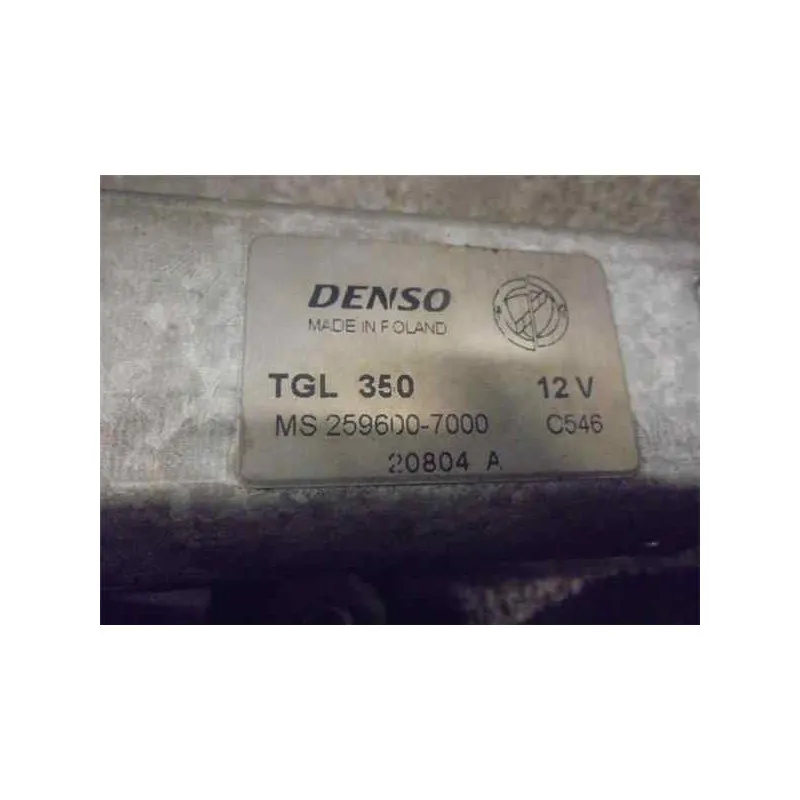 DENSO
MADE IN POLAND
TGL 350 12 V
MS 259600-7000 C546
20804 A